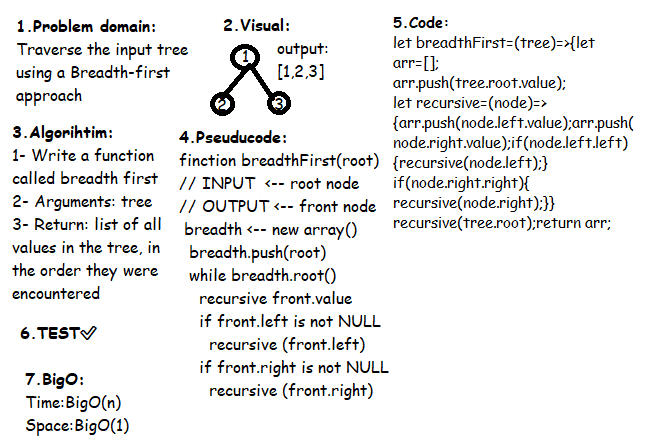 1.Problem domain:
Traverse the input tree
using a Breadth-first
approach
2.Visual:
output:
[1,2,3]
1
2
3
3.Algorihtim:
1- Write a function
called breadth first
2- Arguments: tree
3- Return: list of all
values in the tree, in
the order they were
encountered
4.Pseuducode:
finction breadthFirst(root)
// INPUT <-- root node
// OUTPUT <-- front node
breadth <-- new array()
breadth.push(root)
while breadth.root()
recursive front.value
if front.left is not NULL
recursive (front.left)
if front.right is not NULL
recursive (front.right)
5.Code:
let breadthFirst=(tree)=>{let
arr=[];
arr.push(tree.root.value);
let recursive=(node)=>
{arr.push(node.left.value);arr.push(
node.right.value);if(node.left.left)
{recursive(node.left);}
if(node.right.right){
recursive(node.right);}}
recursive(tree.root);return arr;
6.TEST✓
7.BigO:
Time:BigO(n)
Space:BigO(1)